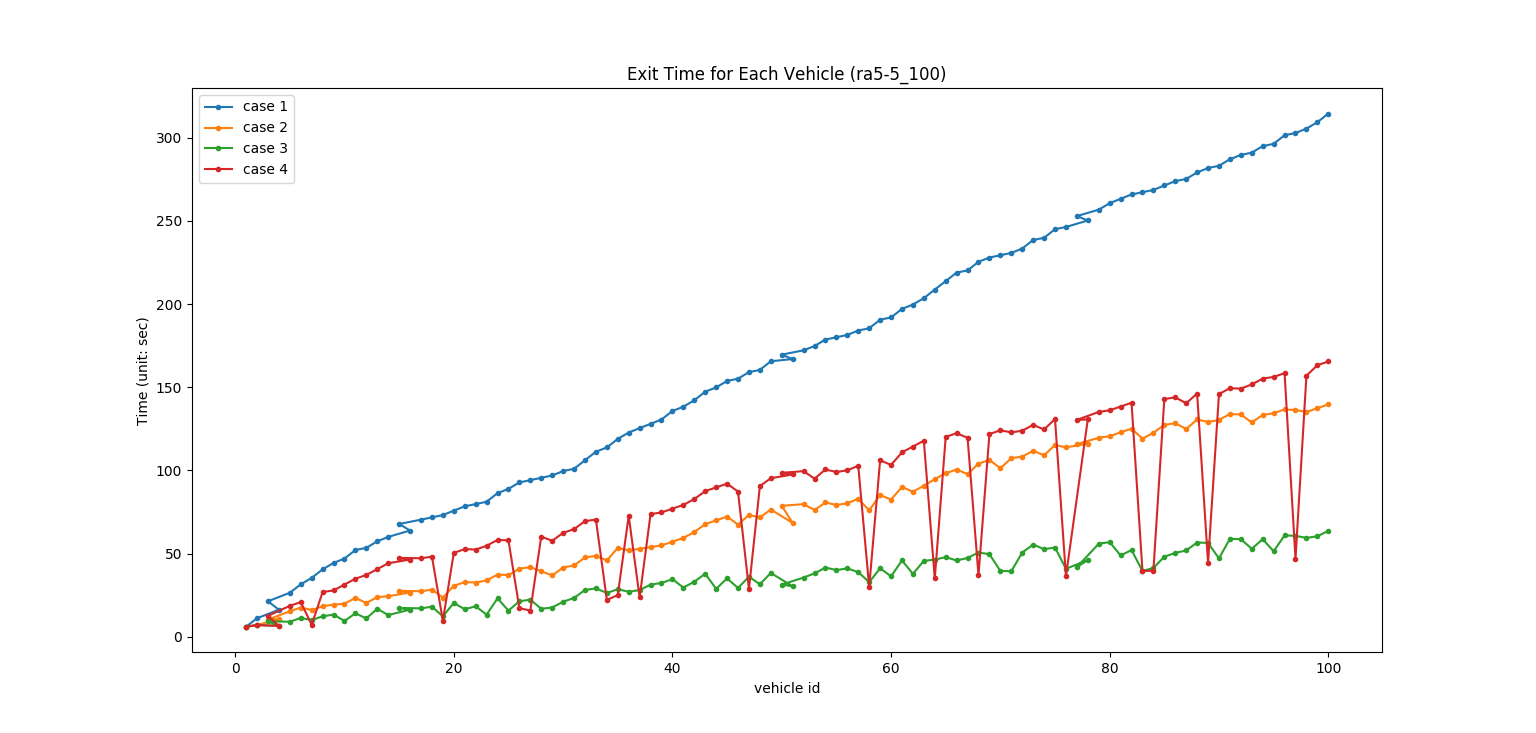 Exit Time for Each Vehicle (ra5-5_100)
case 1
case 2
case 3
case 4
Time (unit: sec)
300
250
200
150
100
50
0
0 20 40 60 80 100
vehicle id